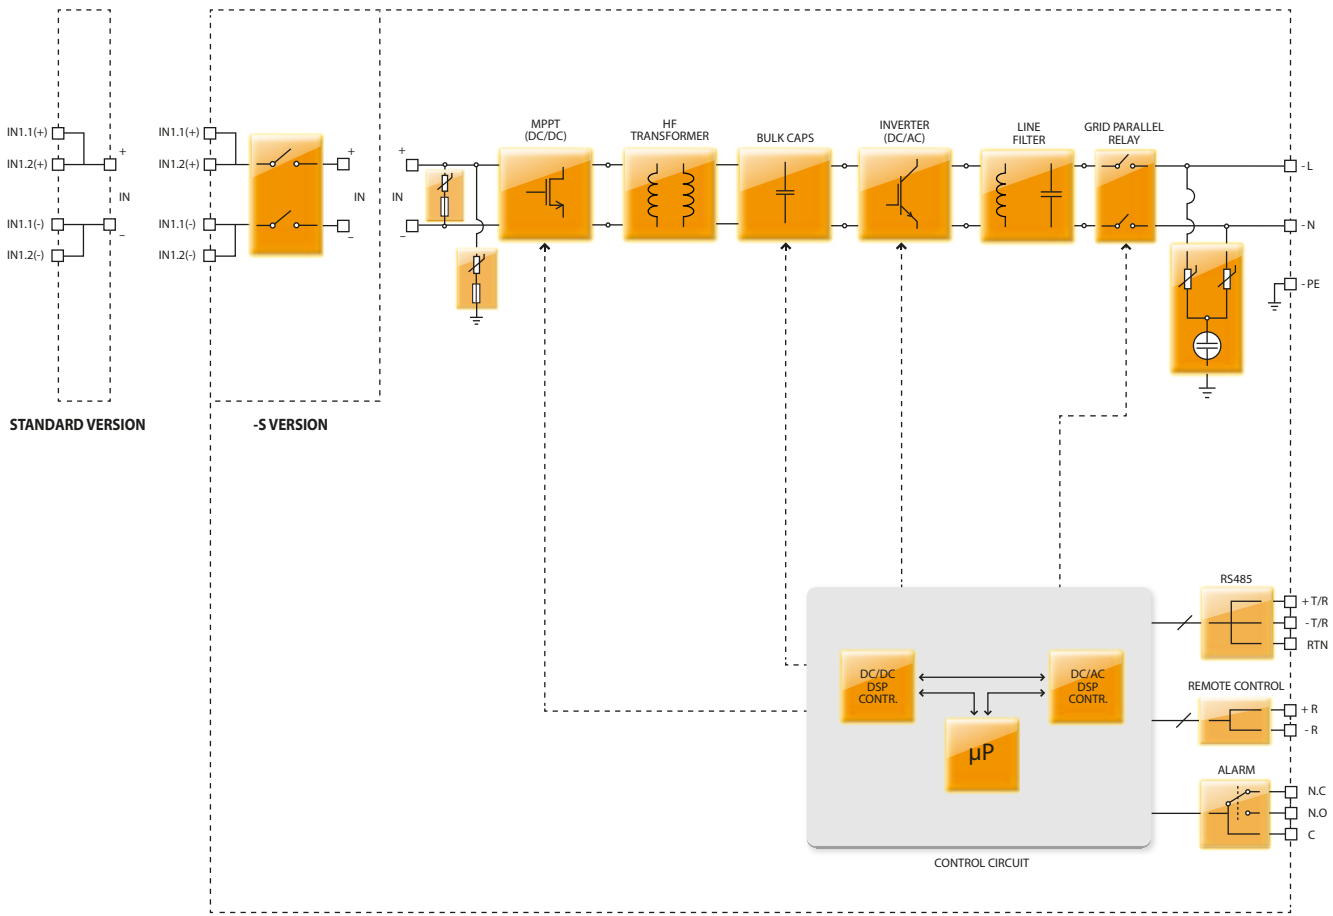 IN1.1(+)
IN1.2(+)
+
IN
IN1.1(-)
IN1.2(-)
–
STANDARD VERSION
IN1.1(+)
IN1.2(+)
+
IN
IN1.1(-)
IN1.2(-)
–
-S VERSION
+
IN
–
MPPT
(DC/DC)
HF
TRANSFORMER
BULK CAPS
INVERTER
(DC/AC)
LINE
FILTER
GRID PARALLEL
RELAY
- L
- N
- PE
DC/DC
DSP
CONTR.
DC/AC
DSP
CONTR.
µP
CONTROL CIRCUIT
RS485
+ T/R
- T/R
RTN
REMOTE CONTROL
+ R
- R
ALARM
N.C
N.O
C